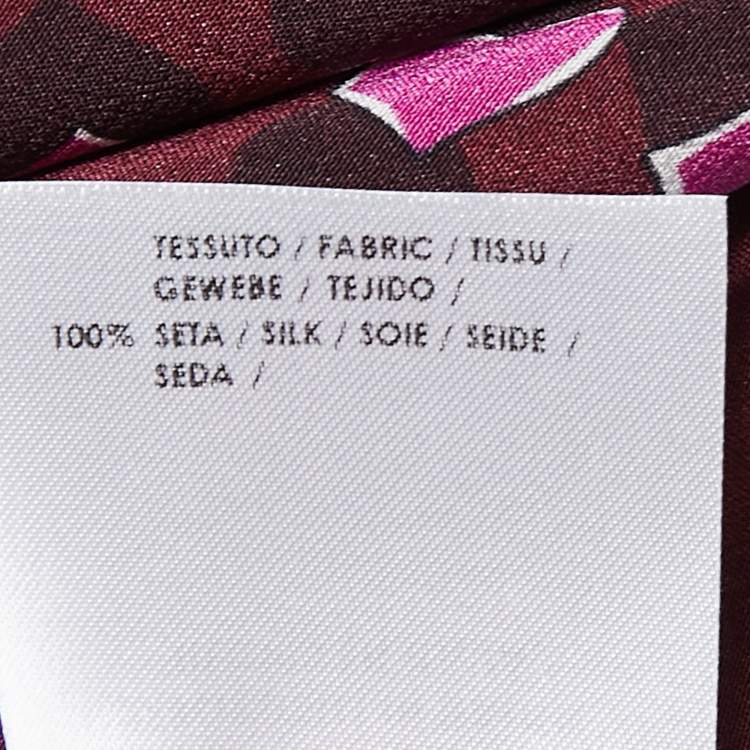 TESSUTO / FABRIC / TISSU /
GEWEBE / TEJIDO /
100% SETA / SILK / SOIE / SEIDE /
SEDA /